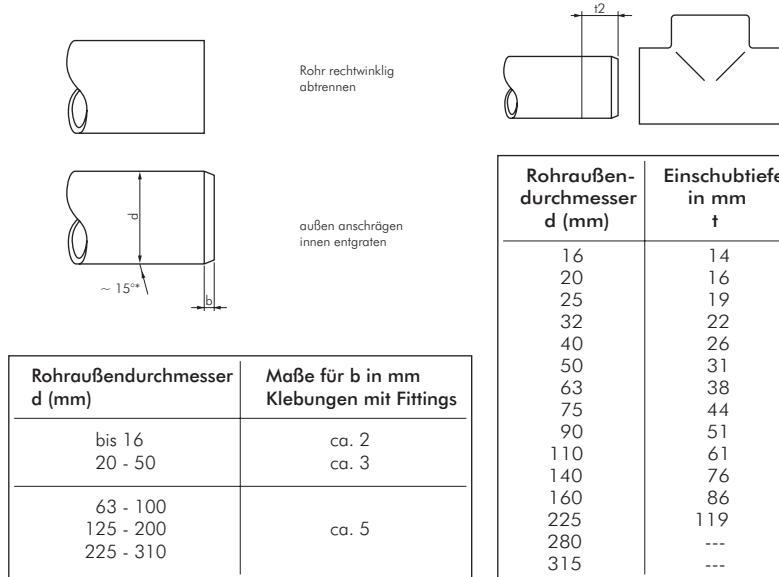 Rohr rechtwinklig
abtrennen
d
außen anschrägen
innen entgraten
~ 15°*
b
Rohraußendurchmesser
d (mm)
Maße für b in mm
Klebungen mit Fittings
bis 16 ca. 2
20 - 50 ca. 3
63 - 100
125 - 200 ca. 5
225 - 310
t2
Rohraußen-
durchmesser
d (mm)
Einschubtiefe
in mm
t
16 14
20 16
25 19
32 22
40 26
50 31
63 38
75 44
90 51
110 61
140 76
160 86
225 119
280 ---
315 ---